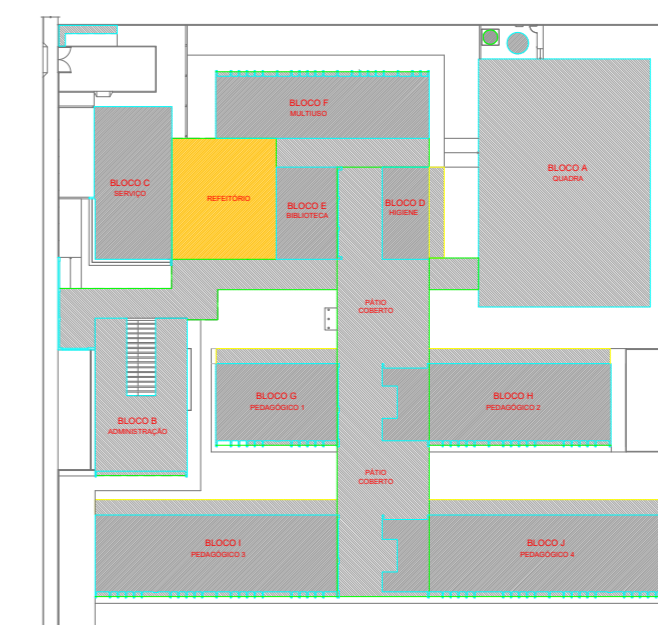 BLOCO F
MULTIUSO
BLOCO A
QUADRA
BLOCO C
SERVIÇO
REFEITÓRIO
BLOCO E
BIBLIOTECA
BLOCO D
HIGIENE
PÁTIO
COBERTO
BLOCO G
PEDAGÓGICO 1
BLOCO H
PEDAGÓGICO 2
BLOCO B
ADMINISTRAÇÃO
PÁTIO
COBERTO
BLOCO I
PEDAGÓGICO 3
BLOCO J
PEDAGÓGICO 4